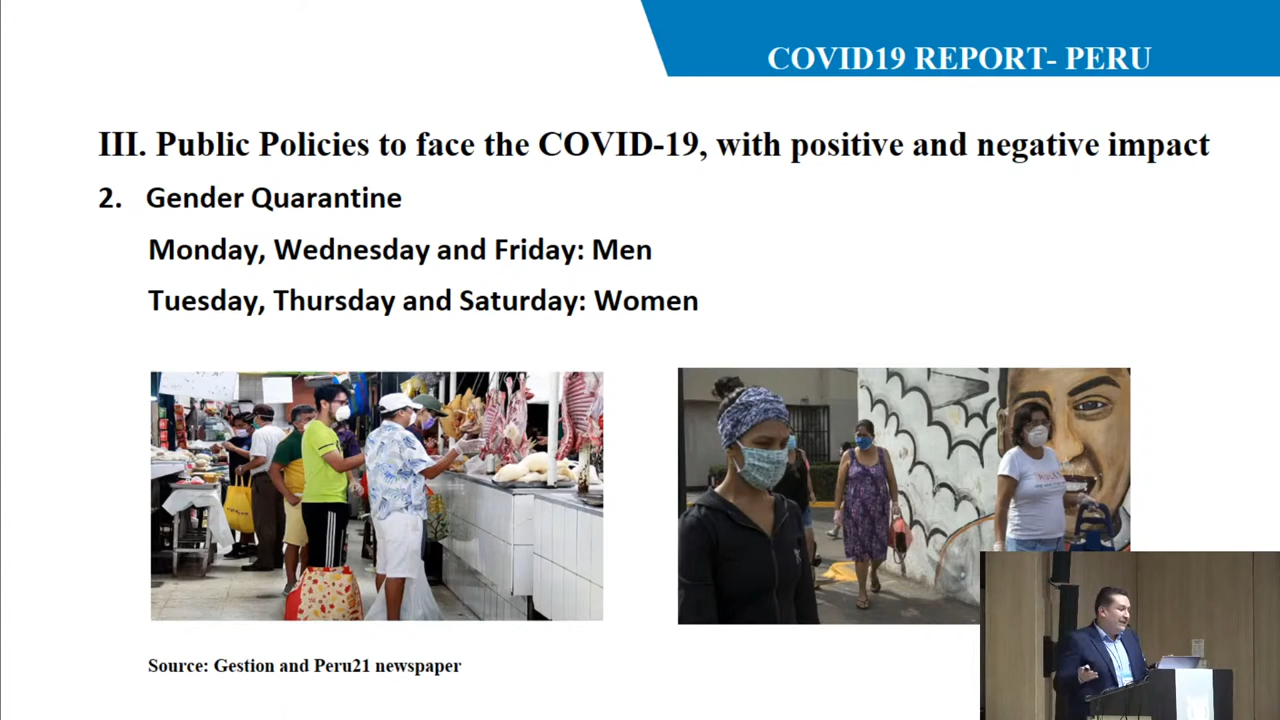 COVID19 REPORT- PERU
III. Public Policies to face the COVID-19, with positive and negative impact
2. Gender Quarantine
Monday, Wednesday and Friday: Men
Tuesday, Thursday and Saturday: Women
Source: Gestion and Peru21 newspaper